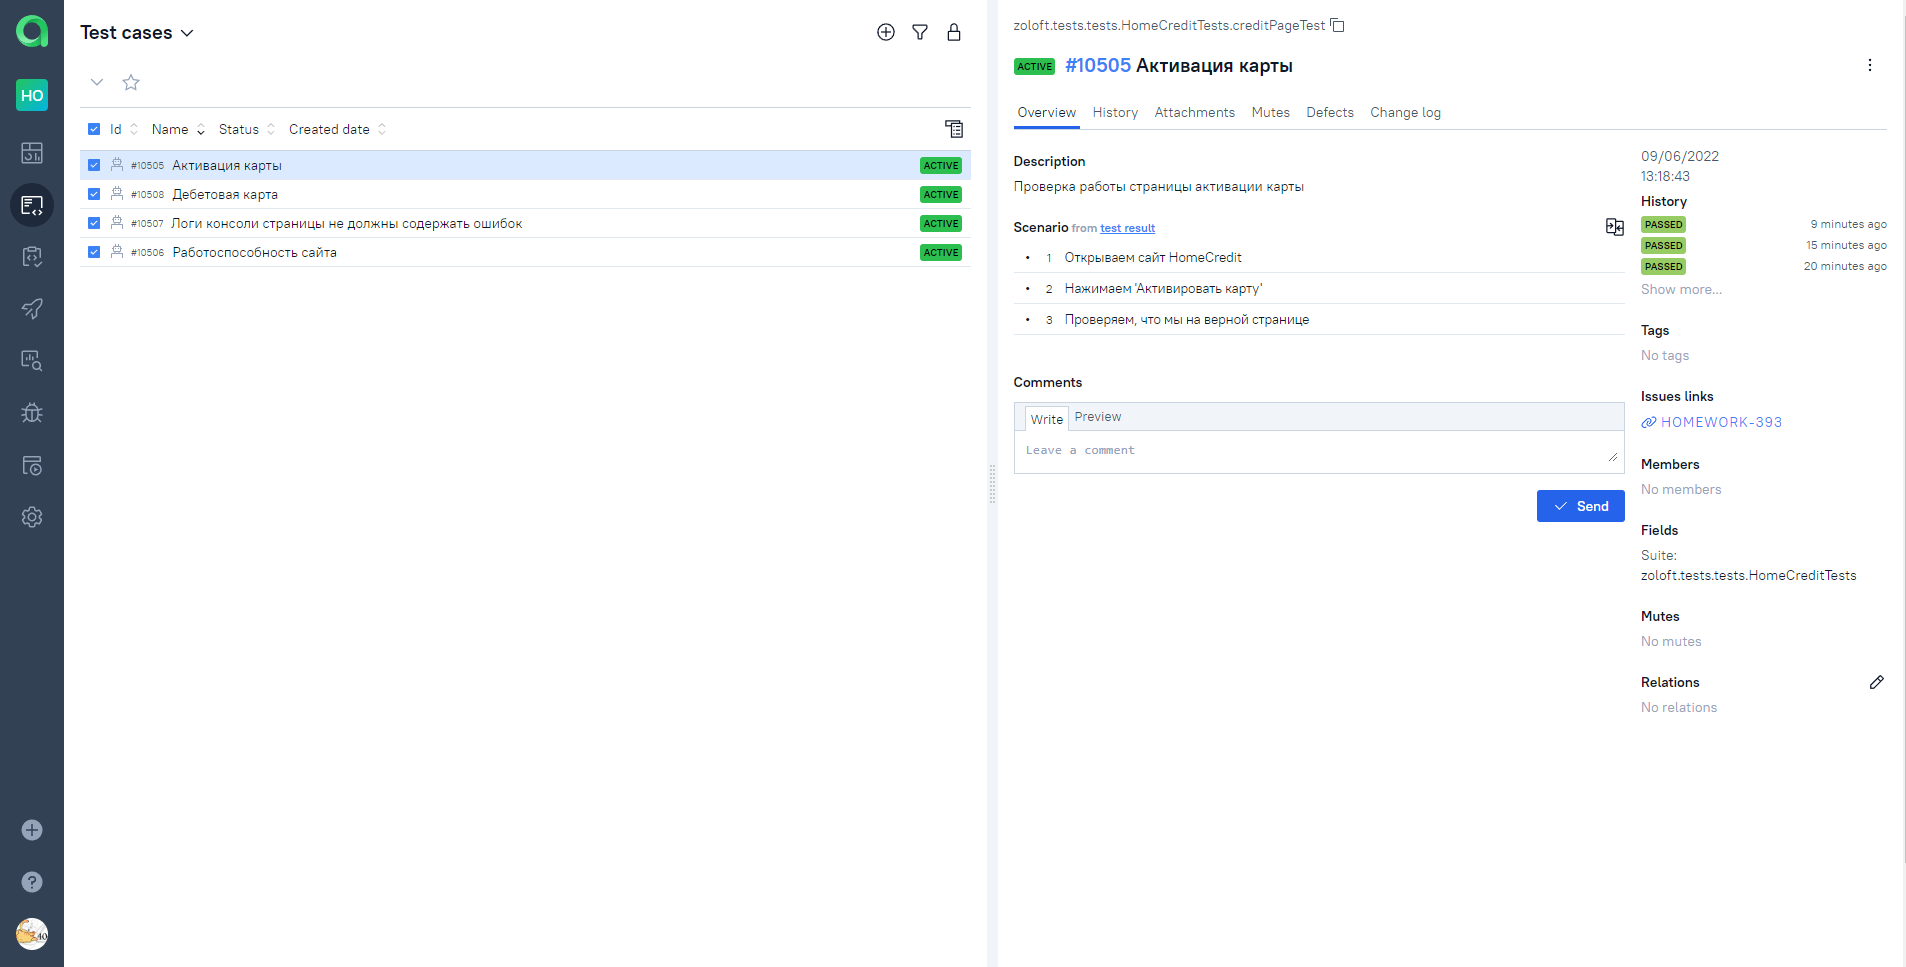 HO
Test cases
Id Name Status Created date
#10505 Активация карты ACTIVE
#10508 Дебетовая карта ACTIVE
#10507 Логи консоли страницы не должны содержать ошибок ACTIVE
#10506 Работоспособность сайта ACTIVE
zoloft.tests.tests.HomeCreditTests.creditPageTest
ACTIVE #10505 Активация карты
Overview History Attachments Mutes Defects Change log
Description
Проверка работы страницы активации карты
Scenario from test result
• 1 Открываем сайт HomeCredit
• 2 Нажимаем 'Активировать карту'
• 3 Проверяем, что мы на верной странице
Comments
Write Preview
Leave a comment
Send
09/06/2022
13:18:43
History
PASSED 9 minutes ago
PASSED 15 minutes ago
PASSED 20 minutes ago
Show more...
Tags
No tags
Issues links
HOMEWORK-393
Members
No members
Fields
Suite:
zoloft.tests.tests.HomeCreditTests
Mutes
No mutes
Relations
No relations